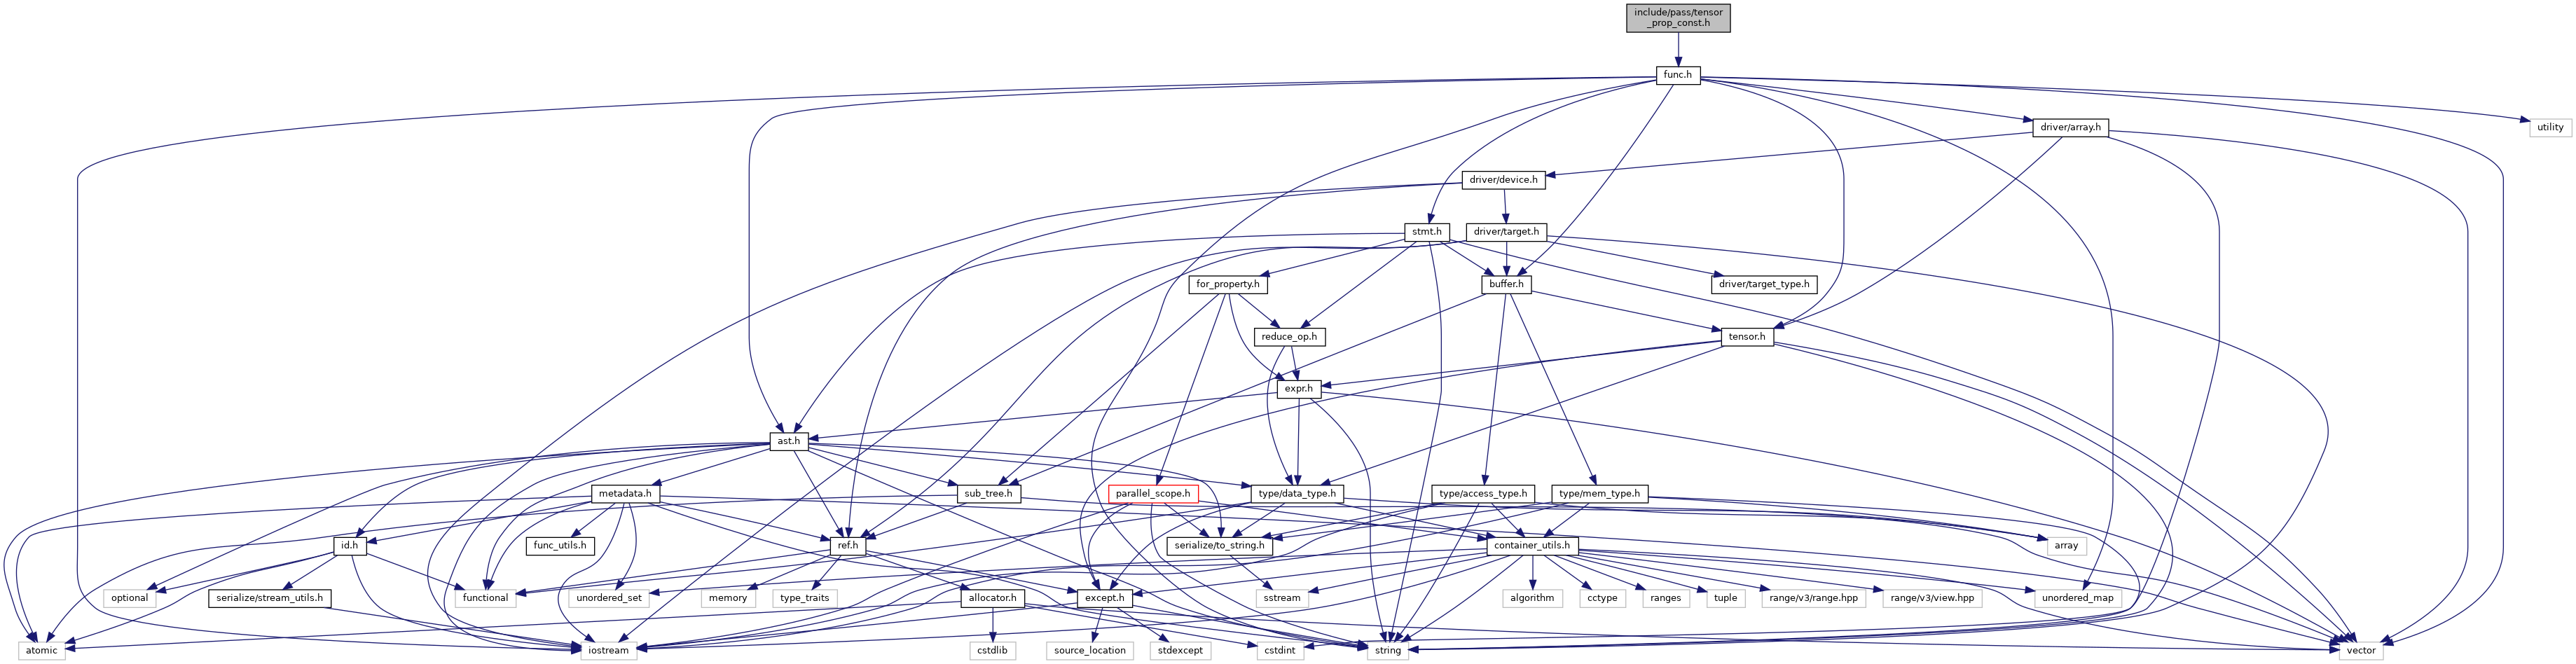 include/pass/tensor
_prop_const.h
func.h
driver/array.h
utility
driver/device.h
stmt.h
driver/target.h
for_property.h
buffer.h
driver/target_type.h
reduce_op.h
tensor.h
expr.h
ast.h
metadata.h
sub_tree.h
parallel_scope.h
type/data_type.h
type/access_type.h
type/mem_type.h
id.h
func_utils.h
ref.h
serialize/to_string.h
container_utils.h
array
optional
serialize/stream_utils.h
functional
unordered_set
memory
type_traits
allocator.h
except.h
sstream
algorithm
cctype
ranges
tuple
range/v3/range.hpp
range/v3/view.hpp
unordered_map
atomic
iostream
cstdlib
source_location
stdexcept
cstdint
string
vector